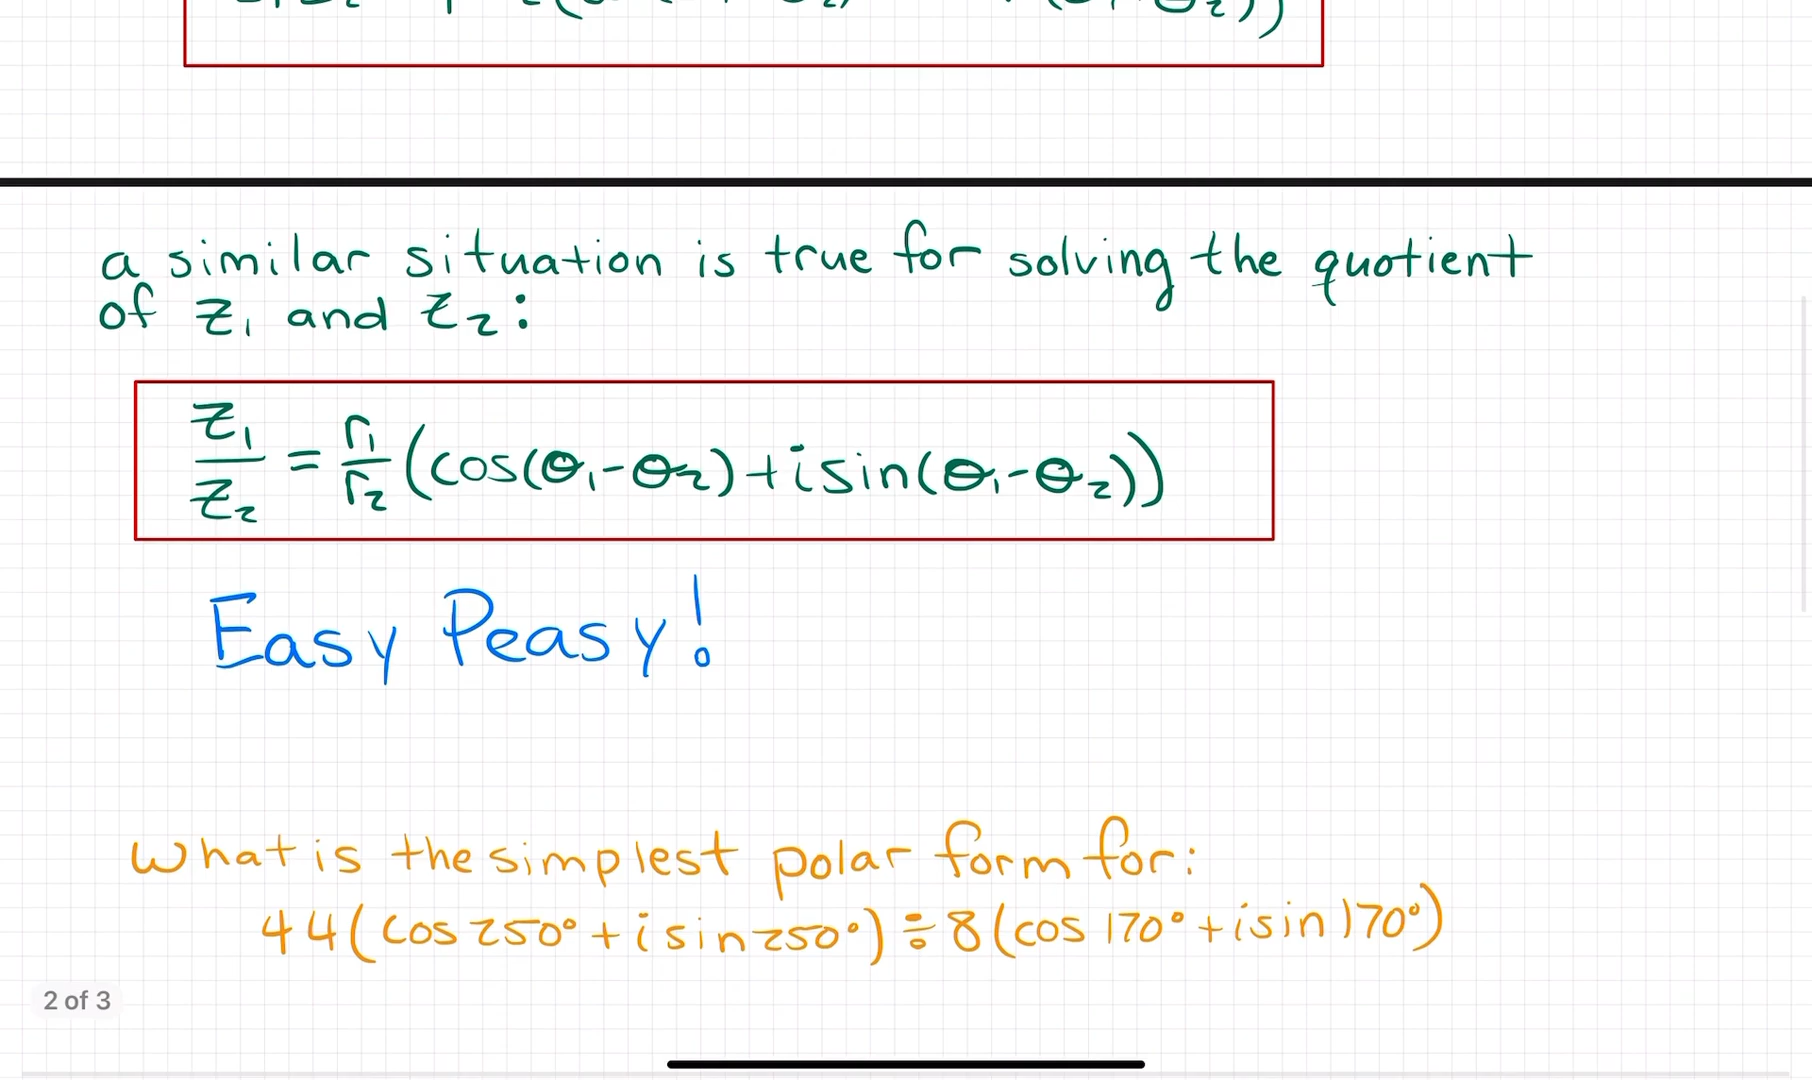 a similar situation is true for solving the quotient
of z₁ and z₂:
z₁/z₂ = r₁/r₂ (cos(θ₁-θ₂)+isin(θ₁-θ₂))
Easy Peasy!
What is the simplest polar form for:
44(cos 250° + i sin 250°) ÷ 8(cos 170° + i sin 170°)
2 of 3